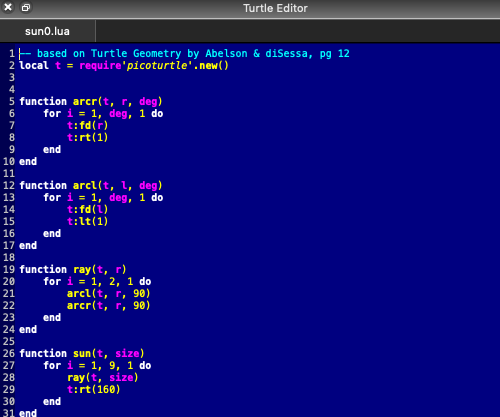 Turtle Editor
sun0.lua
1 -- based on Turtle Geometry by Abelson & diSessa, pg 12
2 local t = require'picoturtle'.new()
3
4
5 function arcr(t, r, deg)
6     for i = 1, deg, 1 do
7         t:fd(r)
8         t:rt(1)
9     end
10 end
11
12 function arcl(t, l, deg)
13     for i = 1, deg, 1 do
14         t:fd(l)
15         t:lt(1)
16     end
17 end
18
19 function ray(t, r)
20     for i = 1, 2, 1 do
21         arcl(t, r, 90)
22         arcr(t, r, 90)
23     end
24 end
25
26 function sun(t, size)
27     for i = 1, 9, 1 do
28         ray(t, size)
29         t:rt(160)
30     end
31 end